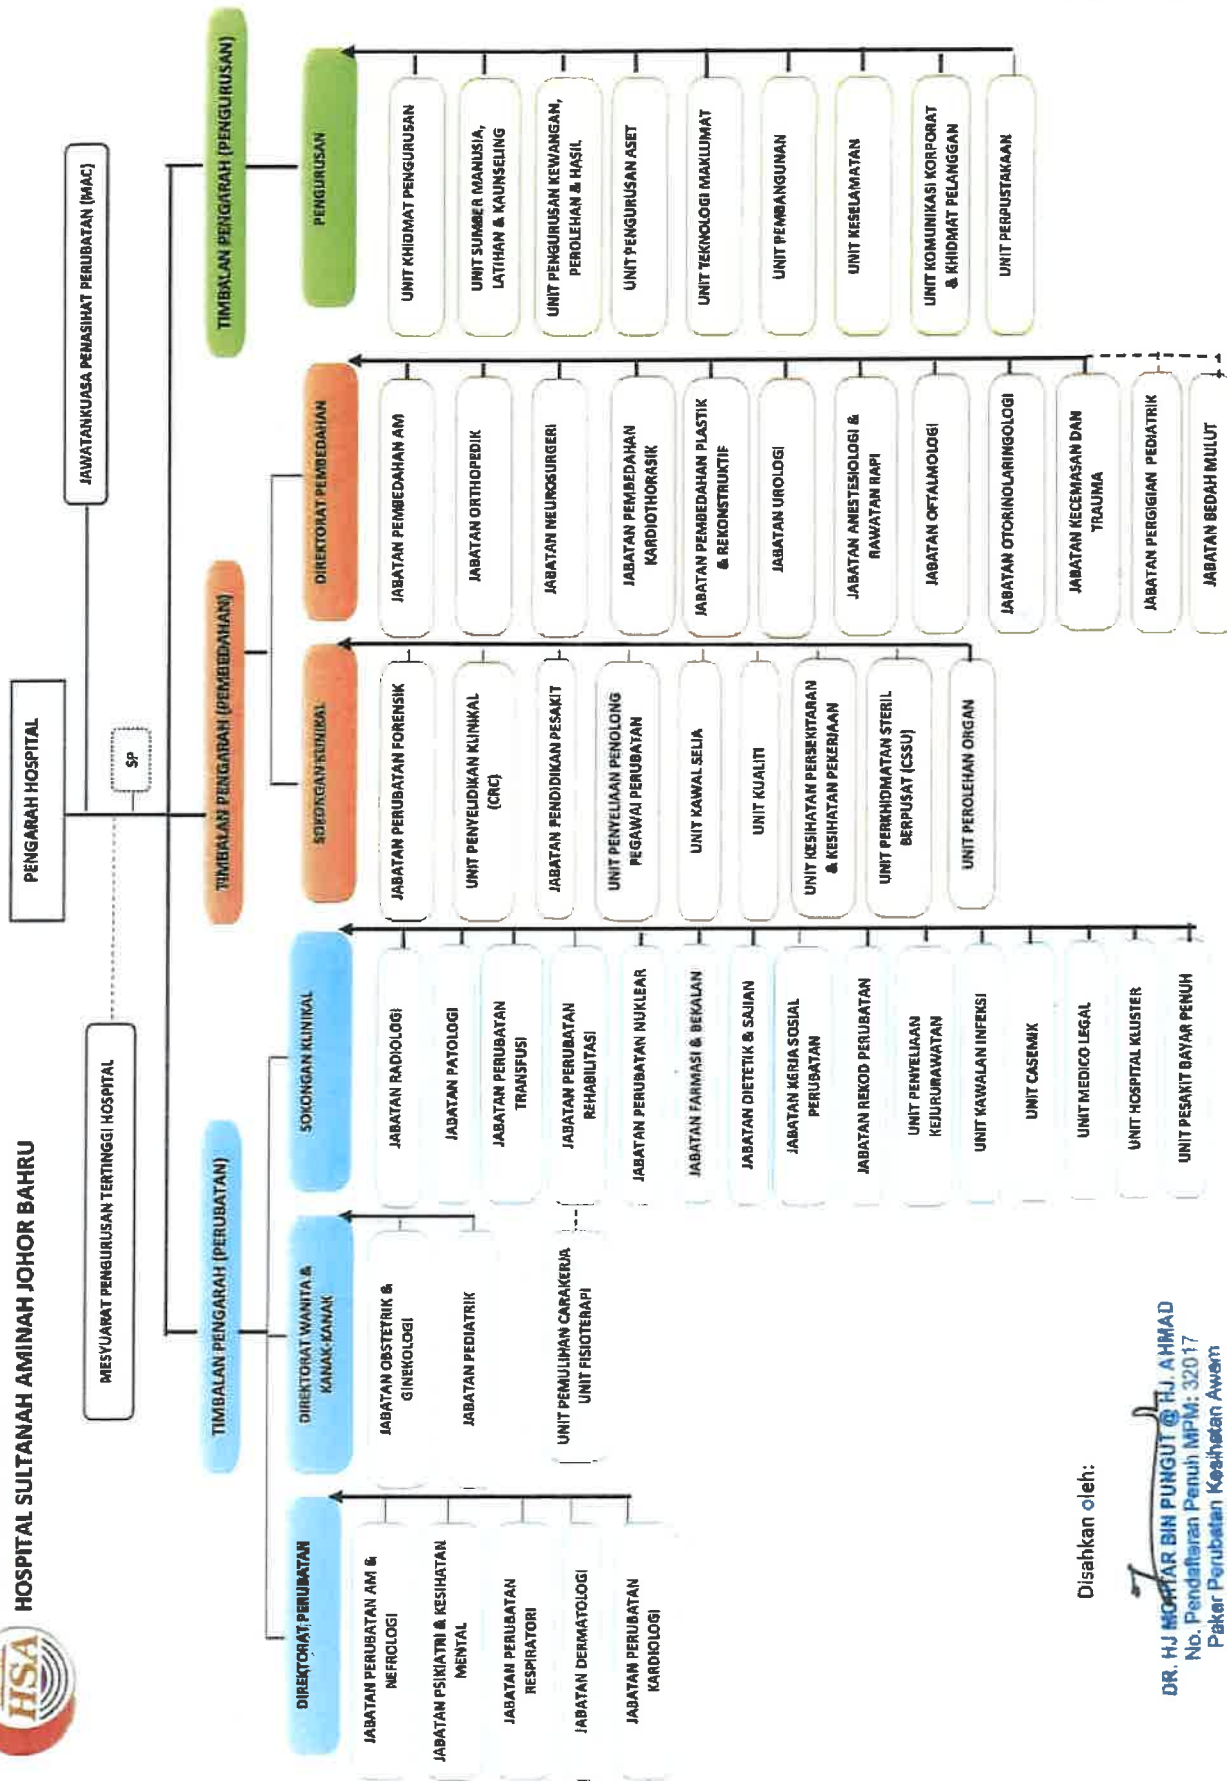 HSA
HOSPITAL SULTANAH AMINAH JOHOR BAHRU
PENGARAH HOSPITAL
MESYUARAT PENGURUSAN TERTINGGI HOSPITAL
SP
JAWATANKUASA PENASIHAT PERUBATAN (MAC)
TIMBALAN PENGARAH (PERUBATAN)
TIMBALAN PENGARAH (PEMBEDAHAN)
TIMBALAN PENGARAH (PENGURUSAN)
DIREKTORAT PERUBATAN
JABATAN PERUBATAN AM &
NEFROLOGI
JABATAN PSIKIATRI & KESIHATAN
MENTAL
JABATAN PERUBATAN
RESPIRATORI
JABATAN DERMATOLOGI
JABATAN PERUBATAN
KARDIOLOGI
DIREKTORAT WANITA &
KANAK-KANAK
JABATAN OBSTETRIK &
GINEKOLOGI
JABATAN PEDIATRIK
UNIT PEMULIHAN CARAKERJA
UNIT FISIOTERAPI
SOKONGAN KLINIKAL
JABATAN RADIOLOGI
JABATAN PATOLOGI
JABATAN PERUBATAN
TRANSFUSI
JABATAN PERUBATAN
REHABILITASI
JABATAN PERUBATAN NUKLEAR
JABATAN FARMASI & BEKALAN
JABATAN DIETETIK & SAJIAN
JABATAN KERJA SOSIAL
PERUBATAN
JABATAN REKOD PERUBATAN
UNIT PENYELIAAN
KEJURURAWATAN
UNIT KAWALAN INFEKSI
UNIT CASEMIX
UNIT MEDICO LEGAL
UNIT HOSPITAL KLUSTER
UNIT PESAKIT BAYAR PENUH
SOKONGAN KLINIKAL
JABATAN PERUBATAN FORENSIK
UNIT PENYELIDIKAN KLINIKAL
(CRC)
JABATAN PENDIDIKAN PESAKIT
UNIT PENYELIAAN PENOLONG
PEGAWAI PERUBATAN
UNIT KAWAL SELIA
UNIT KUALITI
UNIT KESIHATAN PERSEKITARAN
& KESIHATAN PEKERJAAN
UNIT PERKHIDMATAN STERIL
BERPUSAT (CSSU)
UNIT PEROLEHAN ORGAN
DIREKTORAT PEMBEDAHAN
JABATAN PEMBEDAHAN AM
JABATAN ORTHOPEDIK
JABATAN NEUROSURGERI
JABATAN PEMBEDAHAN
KARDIOTHORASIK
JABATAN PEMBEDAHAN PLASTIK
& REKONSTRUKTIF
JABATAN UROLOGI
JABATAN ANESTESIOLOGI &
RAWATAN RAPI
JABATAN OFTALMOLOGI
JABATAN OTORINOLARINGOLOGI
JABATAN KECEMASAN DAN
TRAUMA
JABATAN PERGIGIAN PEDIATRIK
JABATAN BEDAH MULUT
PENGURUSAN
UNIT KHIDMAT PENGURUSAN
UNIT SUMBER MANUSIA,
LATIHAN & KAUNSELING
UNIT PENGURUSAN KEWANGAN,
PEROLEHAN & HASIL
UNIT PENGURUSAN ASET
UNIT TEKNOLOGI MAKLUMAT
UNIT PEMBANGUNAN
UNIT KESELAMATAN
UNIT KOMUNIKASI KORPORAT
& KHIDMAT PELANGGAN
UNIT PERPUSTAKAAN
Disahkan oleh:
DR. HJ MOHTAR BIN PUNGUT @ HJ. AHMAD
No. Pendaftaran Penuh MPM: 32017
Pakar Perubatan Kesihatan Awam